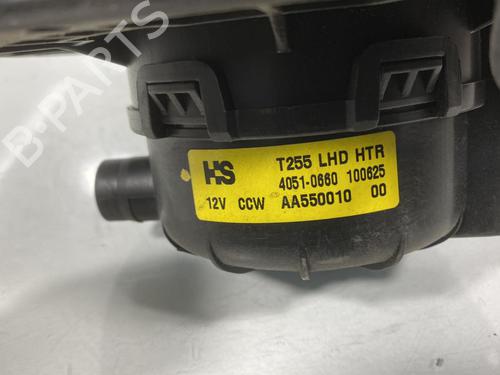 B-PARTS
HS T255 LHD HTR
4051-0660 100625
12V CCW AA550010 00